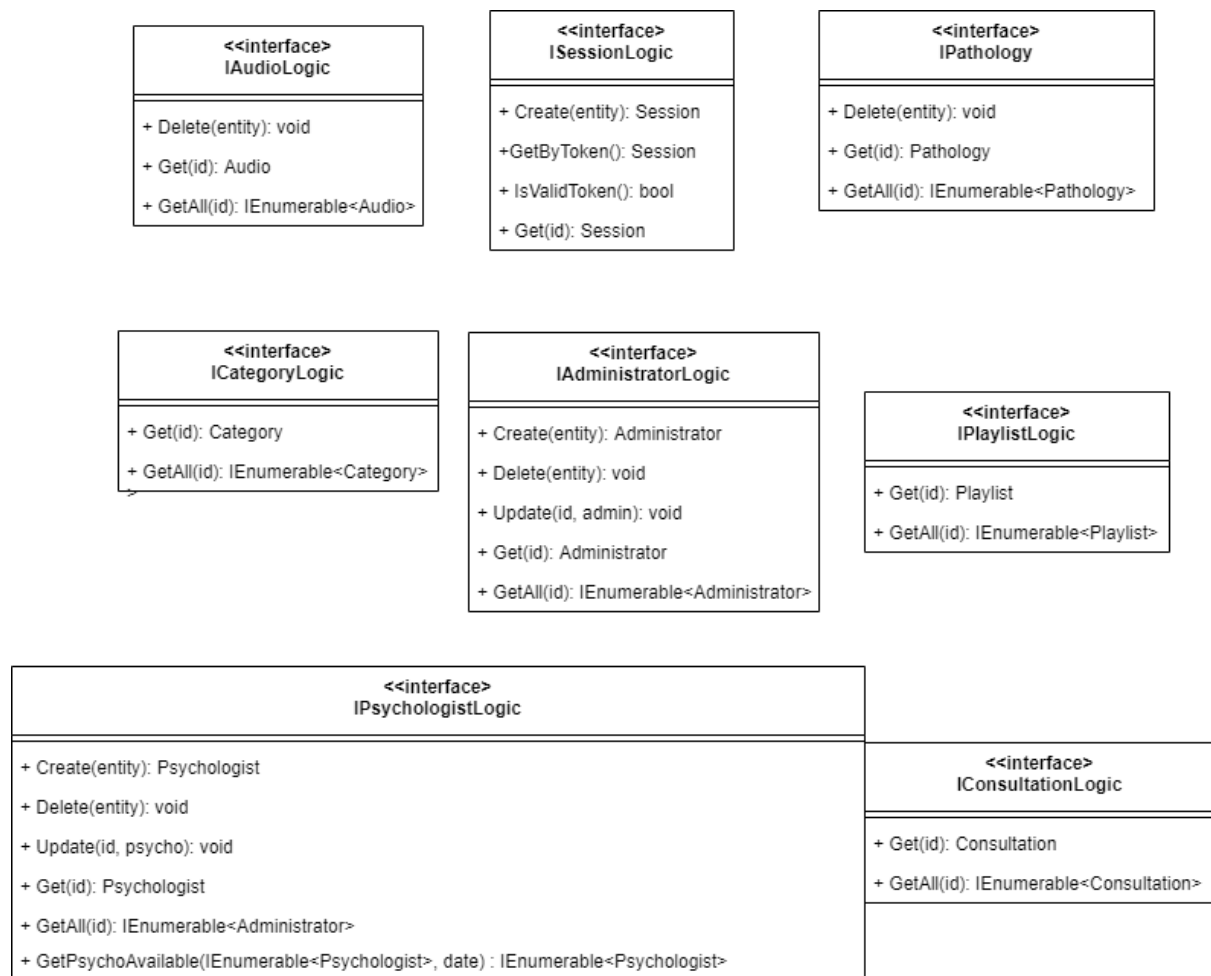 <<interface>
IAudioLogic
+ Delete(entity): void
+ Get(id): Audio
+ GetAll(id): IEnumerable<Audio>
<<interface>
ISessionLogic
+ Create(entity): Session
+GetByToken(): Session
+ IsValidToken(): bool
+ Get(id): Session
<<interface>
IPathology
+ Delete(entity): void
+ Get(id): Pathology
+ GetAll(id): IEnumerable<Pathology>
<<interface>
ICategoryLogic
+ Get(id): Category
+ GetAll(id): IEnumerable<Category>
>
<<interface>
IAdministratorLogic
+ Create(entity): Administrator
+ Delete(entity): void
+ Update(id, admin): void
+ Get(id): Administrator
+ GetAll(id): IEnumerable<Administrator>
<<interface>
IPlaylistLogic
+ Get(id): Playlist
+ GetAll(id): IEnumerable<Playlist>
<<interface>
IPsychologistLogic
+ Create(entity): Psychologist
+ Delete(entity): void
+ Update(id, psycho): void
+ Get(id): Psychologist
+ GetAll(id): IEnumerable<Administrator>
+ GetPsychoAvailable(IEnumerable<Psychologist>, date) : IEnumerable<Psychologist>
<<interface>
IConsultationLogic
+ Get(id): Consultation
+ GetAll(id): IEnumerable<Consultation>